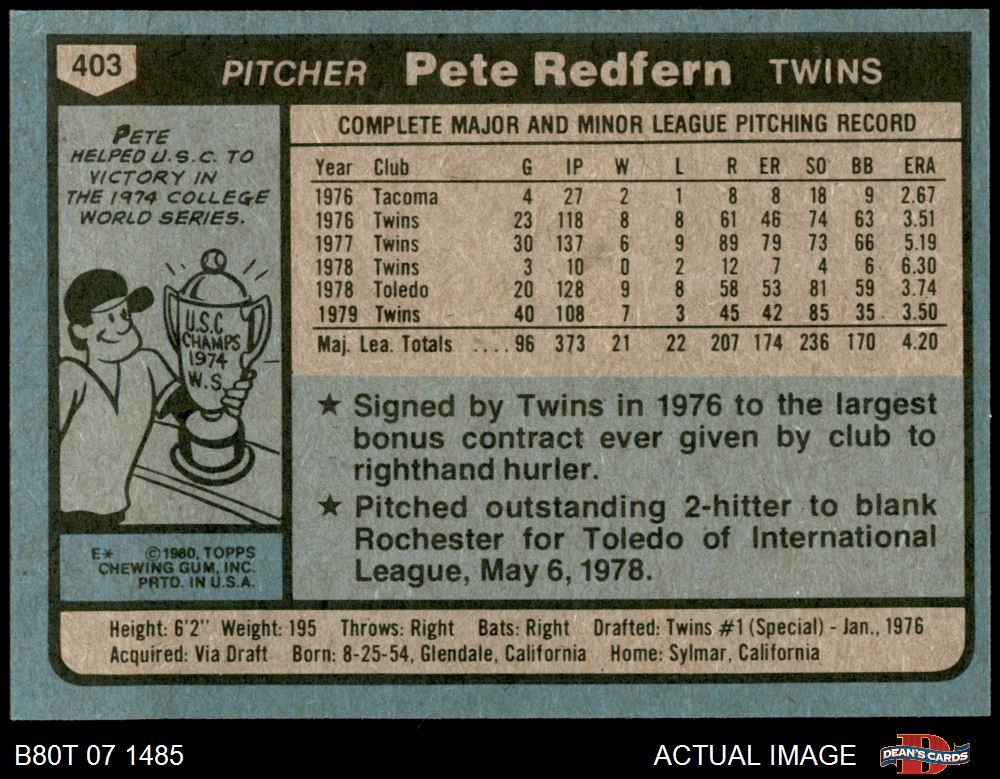 403
PITCHER Pete Redfern TWINS
PETE
HELPED U.S.C. TO
VICTORY IN
THE 1974 COLLEGE
WORLD SERIES.
U.S.C.
CHAMPS
1974
W.S.
E* ©1980, TOPPS
CHEWING GUM, INC.
PRTD. IN U.S.A.
COMPLETE MAJOR AND MINOR LEAGUE PITCHING RECORD
Year Club G IP W L R ER SO BB ERA
1976 Tacoma 4 27 2 1 8 8 18 9 2.67
1976 Twins 23 118 8 8 61 46 74 63 3.51
1977 Twins 30 137 6 9 89 79 73 66 5.19
1978 Twins 3 10 0 2 12 7 4 6 6.30
1978 Toledo 20 128 9 8 58 53 81 59 3.74
1979 Twins 40 108 7 3 45 42 85 35 3.50
Maj. Lea. Totals ....96 373 21 22 207 174 236 170 4.20
★ Signed by Twins in 1976 to the largest
bonus contract ever given by club to
righthand hurler.
★ Pitched outstanding 2-hitter to blank
Rochester for Toledo of International
League, May 6, 1978.
Height: 6'2" Weight: 195 Throws: Right Bats: Right Drafted: Twins #1 (Special) - Jan., 1976
Acquired: Via Draft Born: 8-25-54, Glendale, California Home: Sylmar, California
B80T 07 1485 ACTUAL IMAGE DEAN'S CARDS